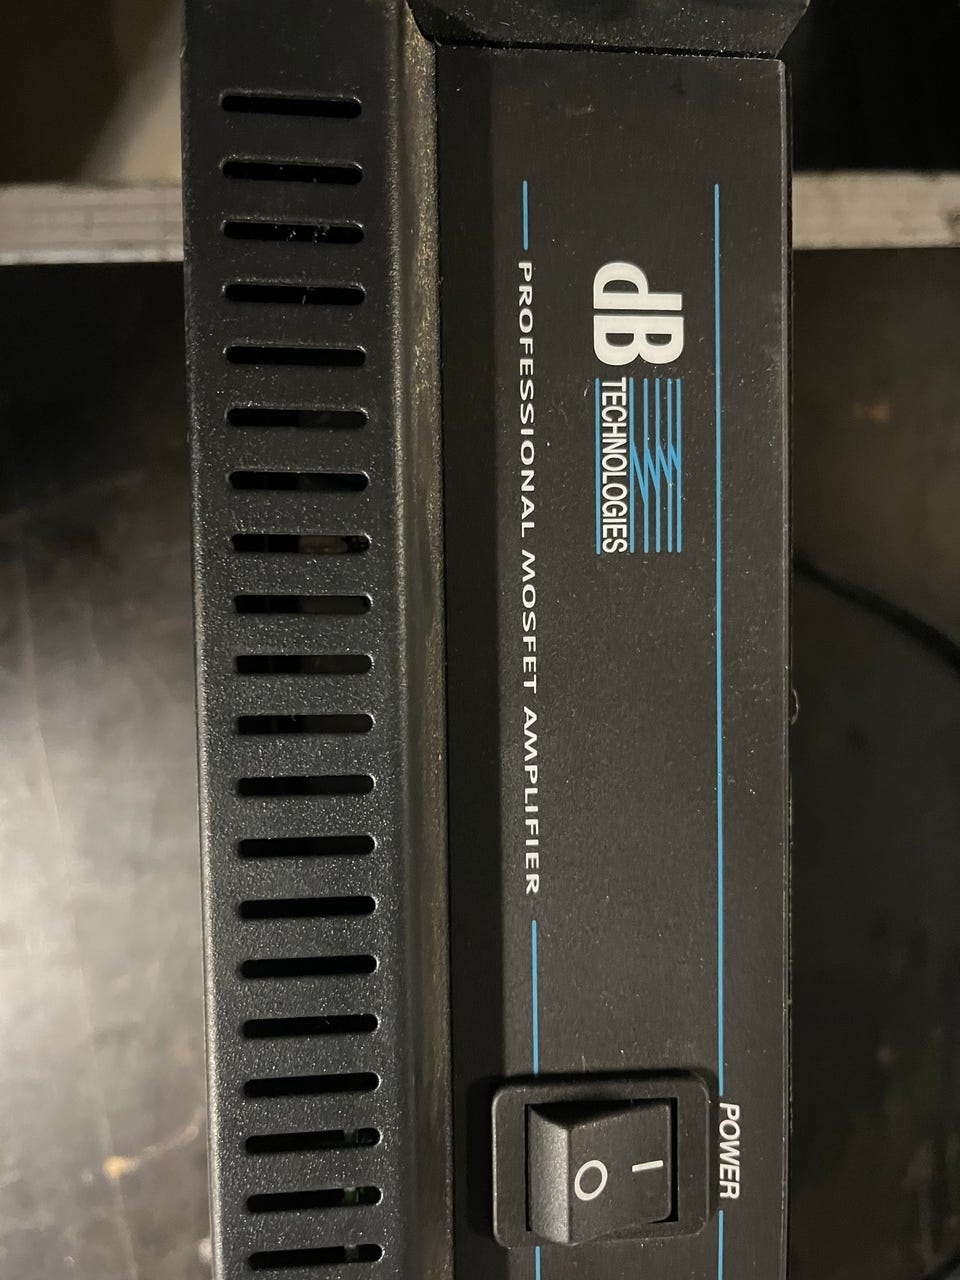 POWER
dB TECHNOLOGIES
PROFESSIONAL MOSFET AMPLIFIER
I
O